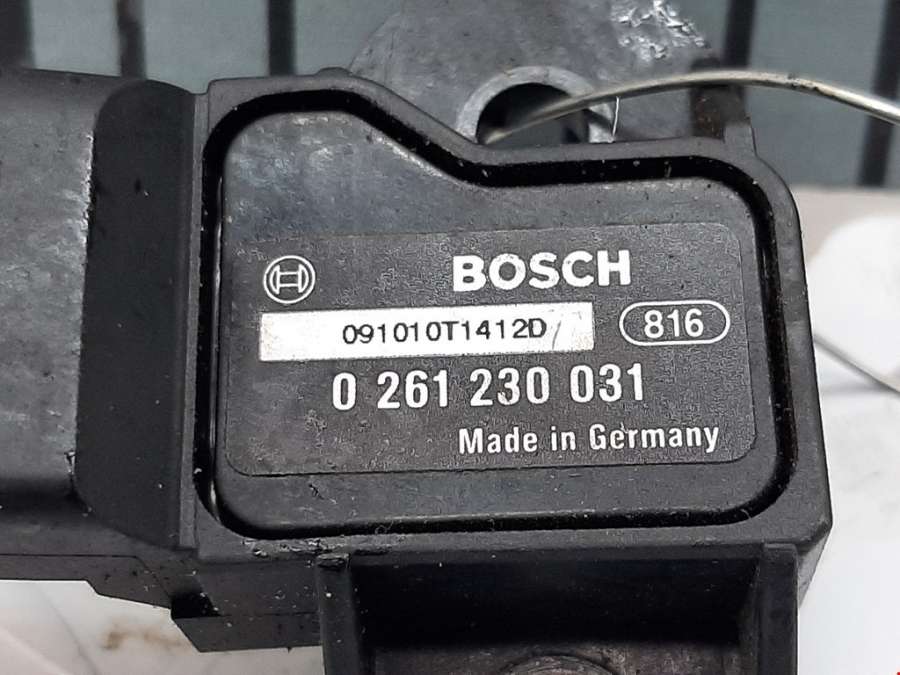 BOSCH
091010T1412D
816
0 261 230 031
Made in Germany